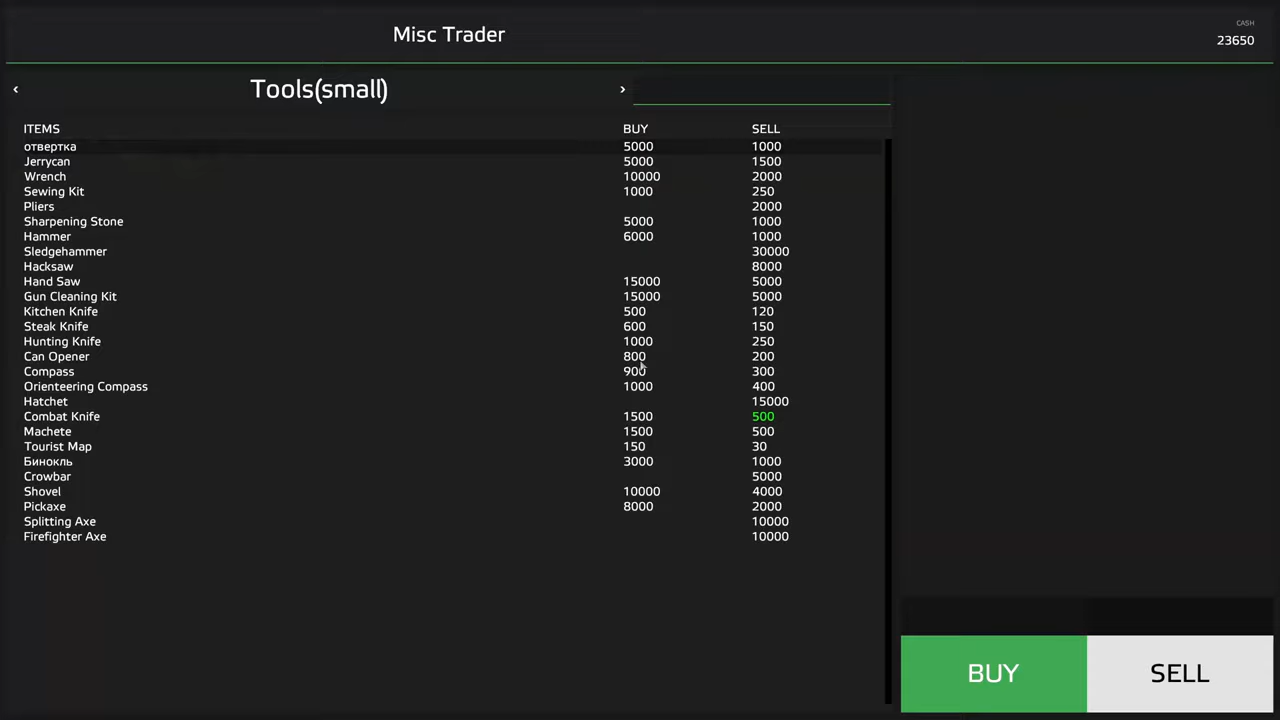 Misc Trader
CASH
23650
‹ Tools(small) ›
ITEMS BUY SELL
отвертка 5000 1000
Jerrycan 5000 1500
Wrench 10000 2000
Sewing Kit 1000 250
Pliers 2000
Sharpening Stone 5000 1000
Hammer 6000 1000
Sledgehammer 30000
Hacksaw 8000
Hand Saw 15000 5000
Gun Cleaning Kit 15000 5000
Kitchen Knife 500 120
Steak Knife 600 150
Hunting Knife 1000 250
Can Opener 800 200
Compass 900 300
Orienteering Compass 1000 400
Hatchet 15000
Combat Knife 1500 500
Machete 1500 500
Tourist Map 150 30
Бинокль 3000 1000
Crowbar 5000
Shovel 10000 4000
Pickaxe 8000 2000
Splitting Axe 10000
Firefighter Axe 10000
BUY SELL